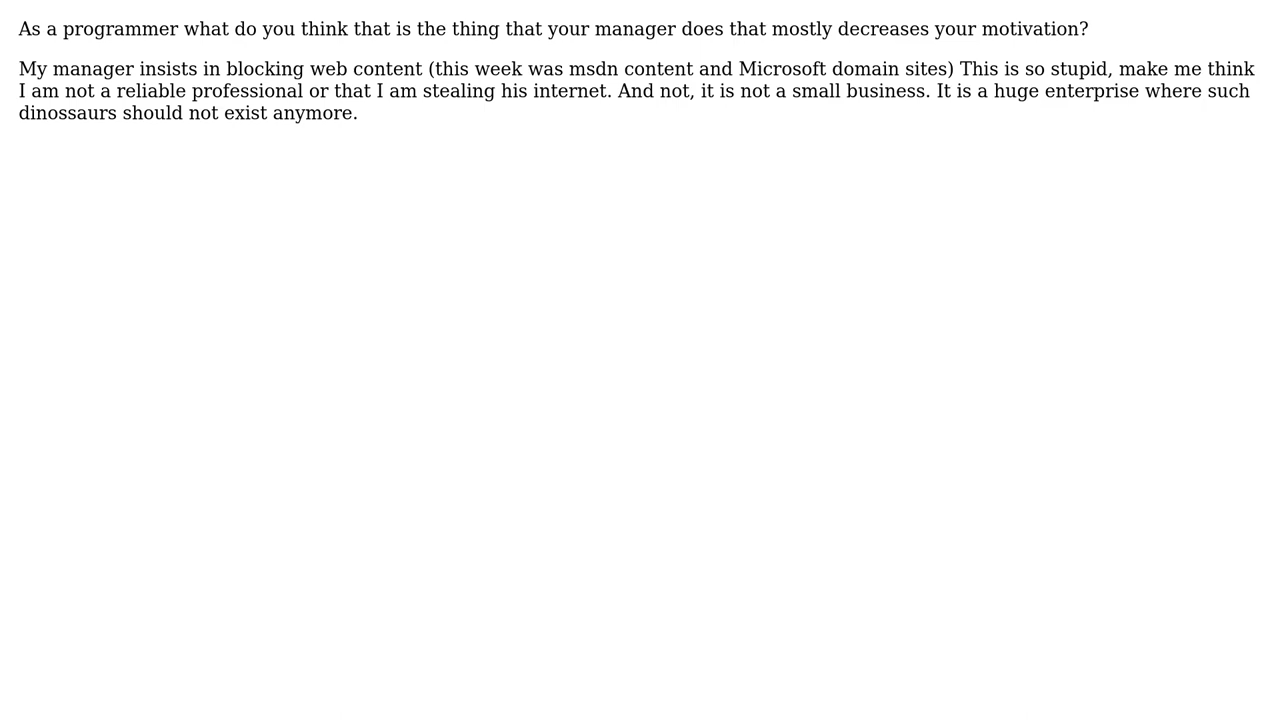 As a programmer what do you think that is the thing that your manager does that mostly decreases your motivation?
My manager insists in blocking web content (this week was msdn content and Microsoft domain sites) This is so stupid, make me think
I am not a reliable professional or that I am stealing his internet. And not, it is not a small business. It is a huge enterprise where such
dinossaurs should not exist anymore.